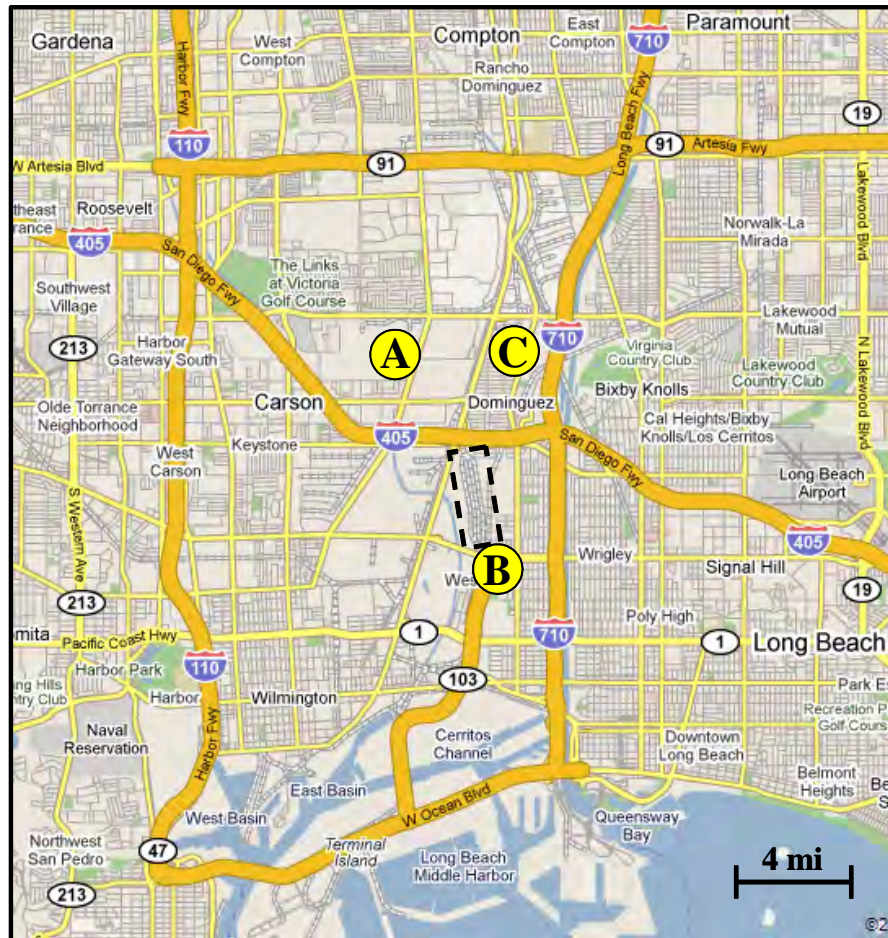 Gardena
Compton
East
Compton
Paramount
West
Compton
Harbor Fwy
710
Rancho
Dominguez
Long Beach Fwy
19
110
91
91
Artesia Fwy
W Artesia Blvd
Lakewood Blvd
Roosevelt
405
San Diego Fwy
Norwalk-La
Mirada
The Links
at Victoria
Golf Course
Southwest
Village
Lakewood
Mutual
213
Harbor
Gateway South
A
C
710
Virginia
Country Club
Lakewood
Country Club
N Lakewood Blvd
Bixby Knolls
Olde Torrance
Neighborhood
Carson
Dominguez
Cal Heights/Bixby
Knolls/Los Cerritos
405
San Diego Fwy
West
Carson
Keystone
Long Beach
Airport
S Western Ave
405
B
Wrigley
Signal Hill
213
19
Poly High
1
710
1
Long Beach
Pacific Coast Hwy
Harbor Park
110
103
Harbor
Wilmington
Park
Naval
Reservation
Harbor Fwy
Cerritos
Channel
Downtown
Long Beach
East Basin
Belmont
Heights
West Basin
W Ocean Blvd
Queensway
Bay
47
Northwest
San Pedro
Terminal
Island
Long Beach
Middle Harbor
4 mi
213